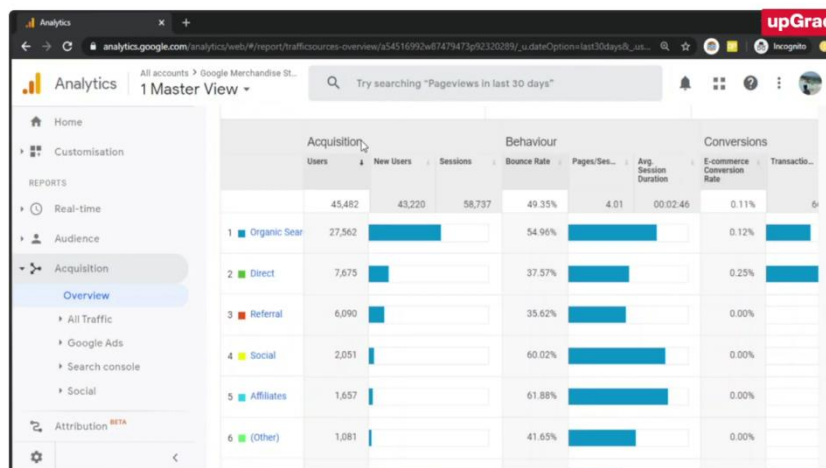 Analytics
upGrad
analytics.google.com/analytics/web/#/report/trafficsources-overview/a54516992w87479473p92320289/_u.dateOption=last30days&_.us...
Incognito
Analytics
All accounts > Google Merchandise St...
1 Master View
Try searching "Pageviews in last 30 days"
Home
Customisation
REPORTS
Real-time
Audience
Acquisition
Overview
All Traffic
Google Ads
Search console
Social
Attribution BETA
Acquisition Behaviour Conversions
Users New Users Sessions Bounce Rate Pages/Ses... Avg. Session Duration E-commerce Conversion Rate Transactio...
45,482 43,220 58,737 49.35% 4.01 00:02:46 0.11%
1 Organic Sear 27,562 54.96% 0.12%
2 Direct 7,675 37.57% 0.25%
3 Referral 6,090 35.62% 0.00%
4 Social 2,051 60.02% 0.00%
5 Affiliates 1,657 61.88% 0.00%
6 (Other) 1,081 41.65% 0.00%